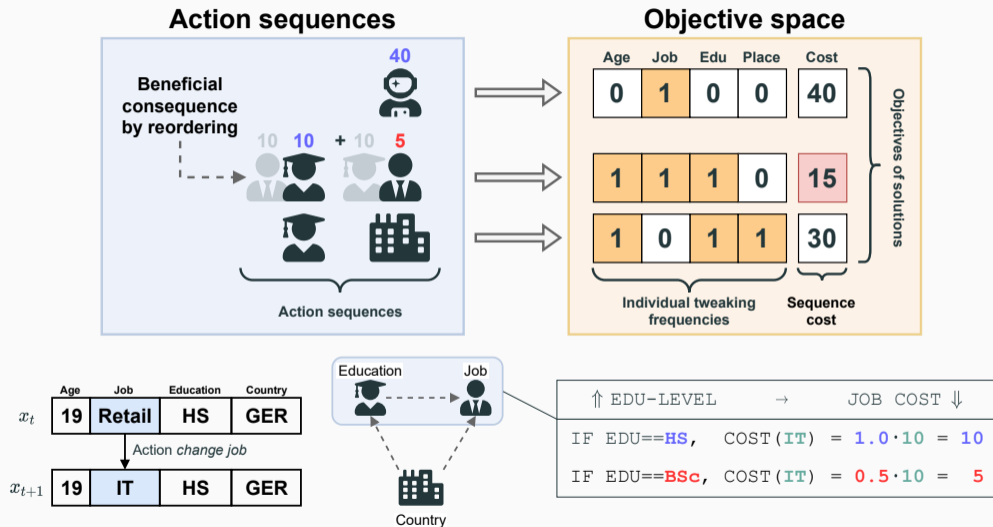 Action sequences
Objective space
Age Job Edu Place Cost
40
0 1 0 0 40
Beneficial
consequence
by reordering
10 10 + 10 5
1 1 1 0 15
1 0 1 1 30
Objectives of solutions
Action sequences
Individual tweaking
frequencies
Sequence
cost
Age Job Education Country
x_t 19 Retail HS GER
Action change job
x_{t+1} 19 IT HS GER
Education Job
Country
⇑ EDU-LEVEL → JOB COST ⇓
IF EDU==HS, COST(IT) = 1.0·10 = 10
IF EDU==BSc, COST(IT) = 0.5·10 = 5